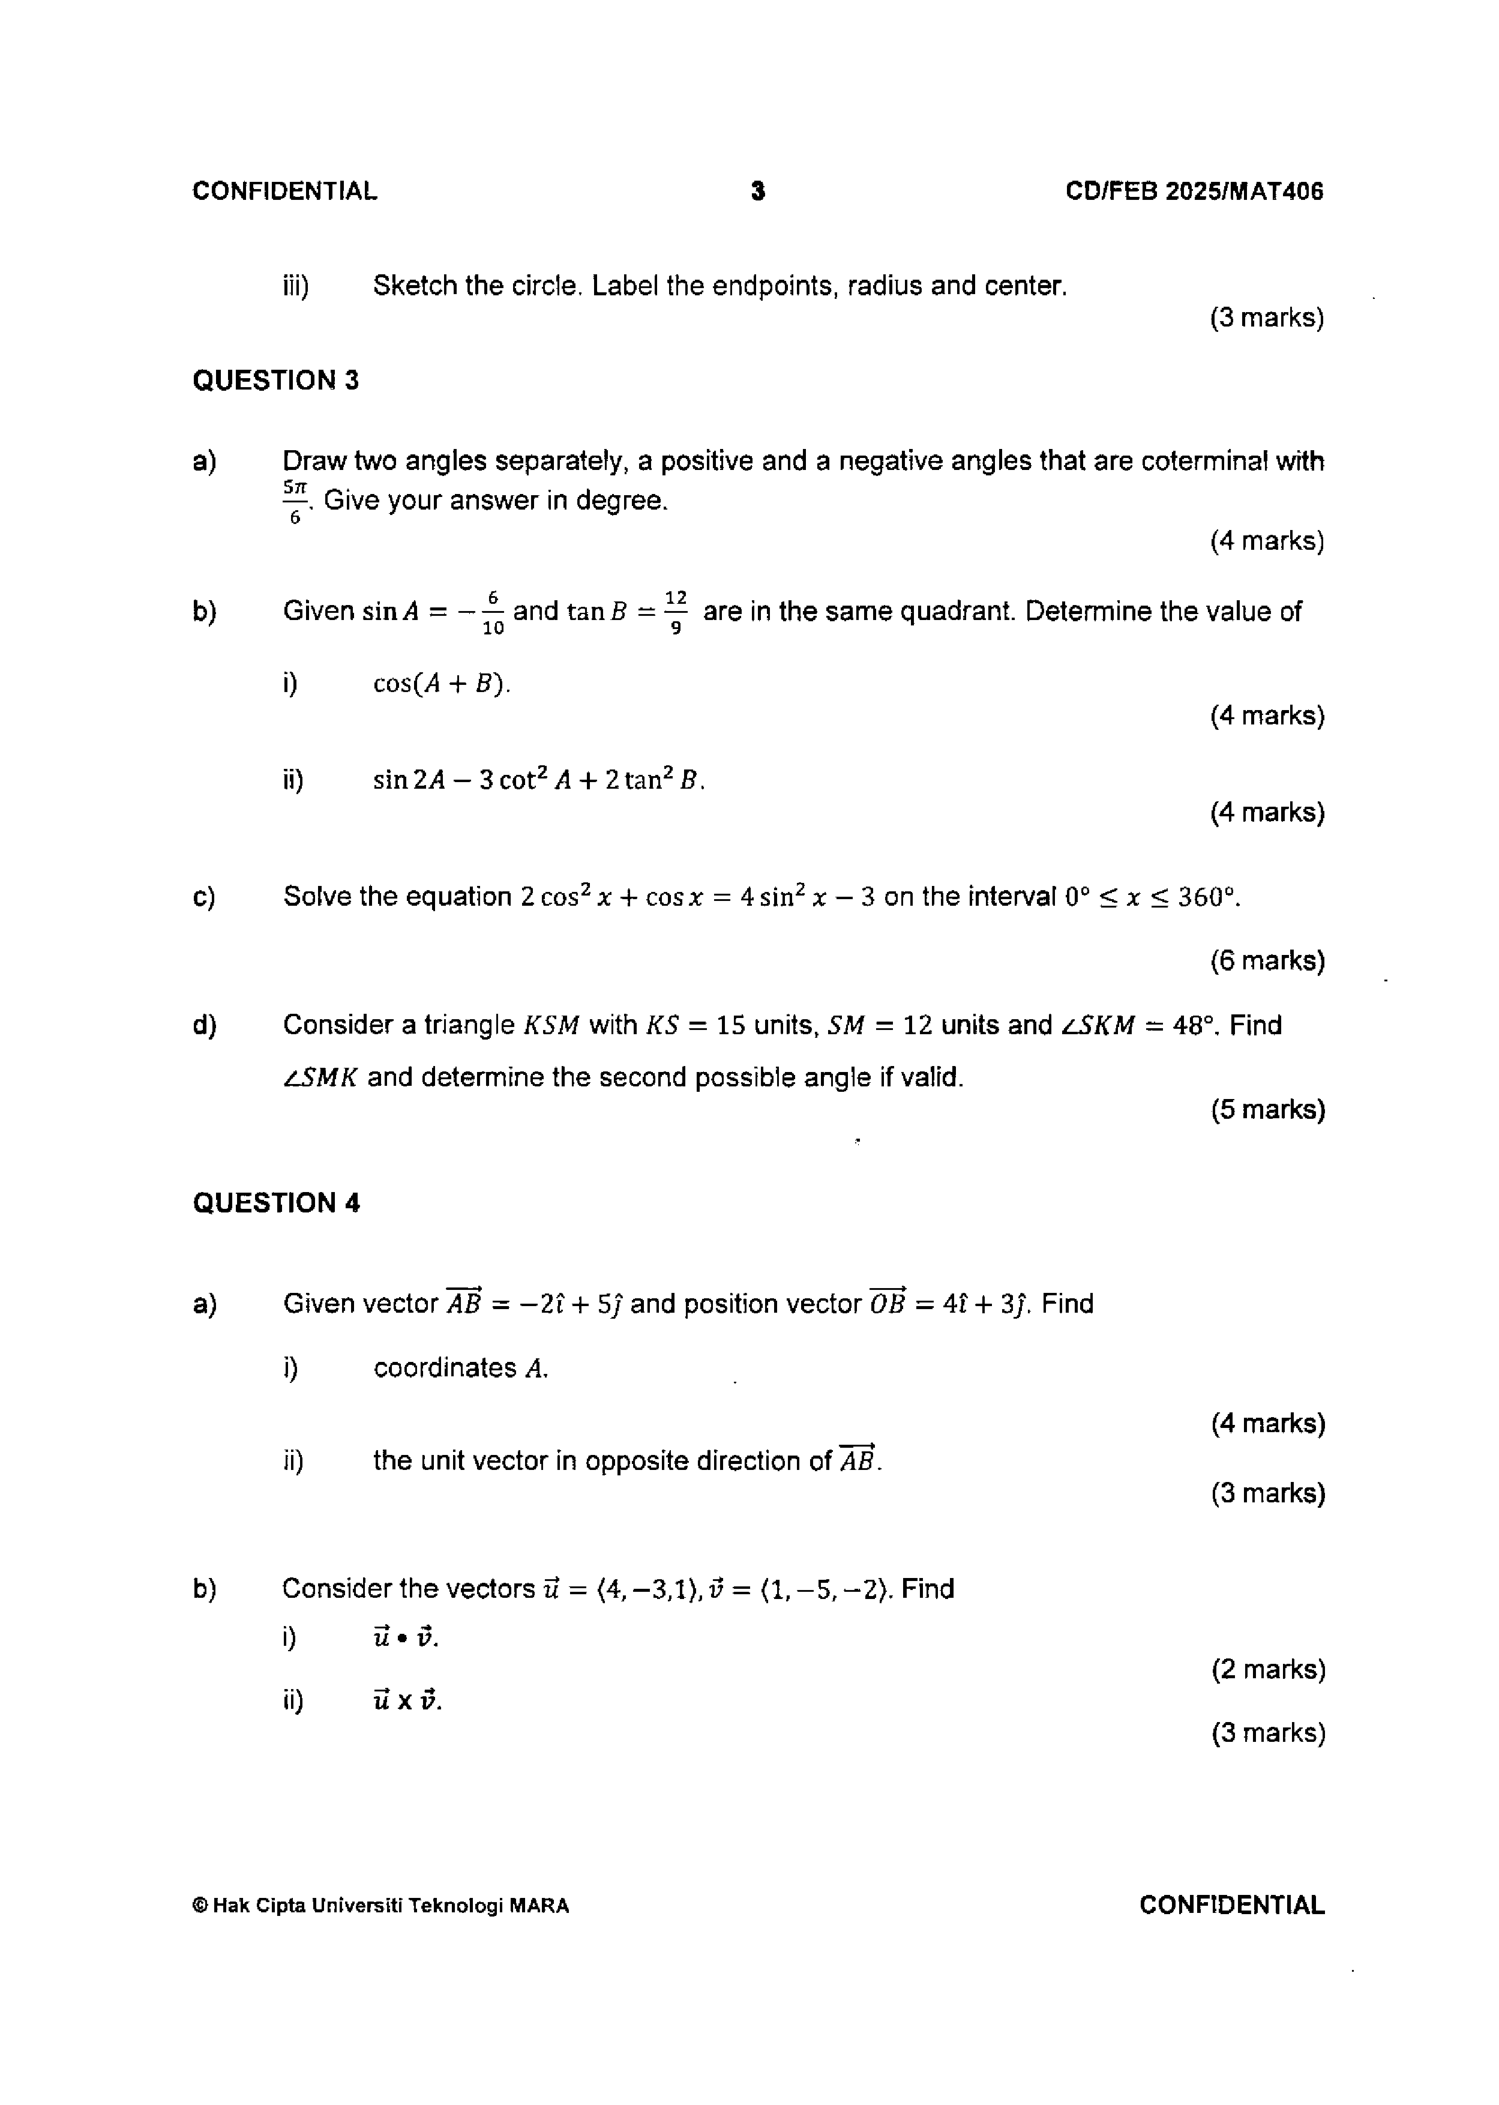 CONFIDENTIAL 3 CD/FEB 2025/MAT406
iii) Sketch the circle. Label the endpoints, radius and center.
(3 marks)
QUESTION 3
a) Draw two angles separately, a positive and a negative angles that are coterminal with
5π/6. Give your answer in degree.
(4 marks)
b) Given sin A = −6/10 and tan B = 12/9 are in the same quadrant. Determine the value of
i) cos(A + B).
(4 marks)
ii) sin 2A − 3 cot² A + 2 tan² B.
(4 marks)
c) Solve the equation 2 cos² x + cos x = 4 sin² x − 3 on the interval 0° ≤ x ≤ 360°.
(6 marks)
d) Consider a triangle KSM with KS = 15 units, SM = 12 units and ∠SKM = 48°. Find
∠SMK and determine the second possible angle if valid.
(5 marks)
QUESTION 4
a) Given vector A͞B⃗ = −2î + 5ĵ and position vector O͞B⃗ = 4î + 3ĵ. Find
i) coordinates A.
(4 marks)
ii) the unit vector in opposite direction of A͞B⃗.
(3 marks)
b) Consider the vectors u⃗ = ⟨4, −3,1⟩, v⃗ = ⟨1, −5, −2⟩. Find
i) u⃗ • v⃗.
(2 marks)
ii) u⃗ x v⃗.
(3 marks)
© Hak Cipta Universiti Teknologi MARA CONFIDENTIAL